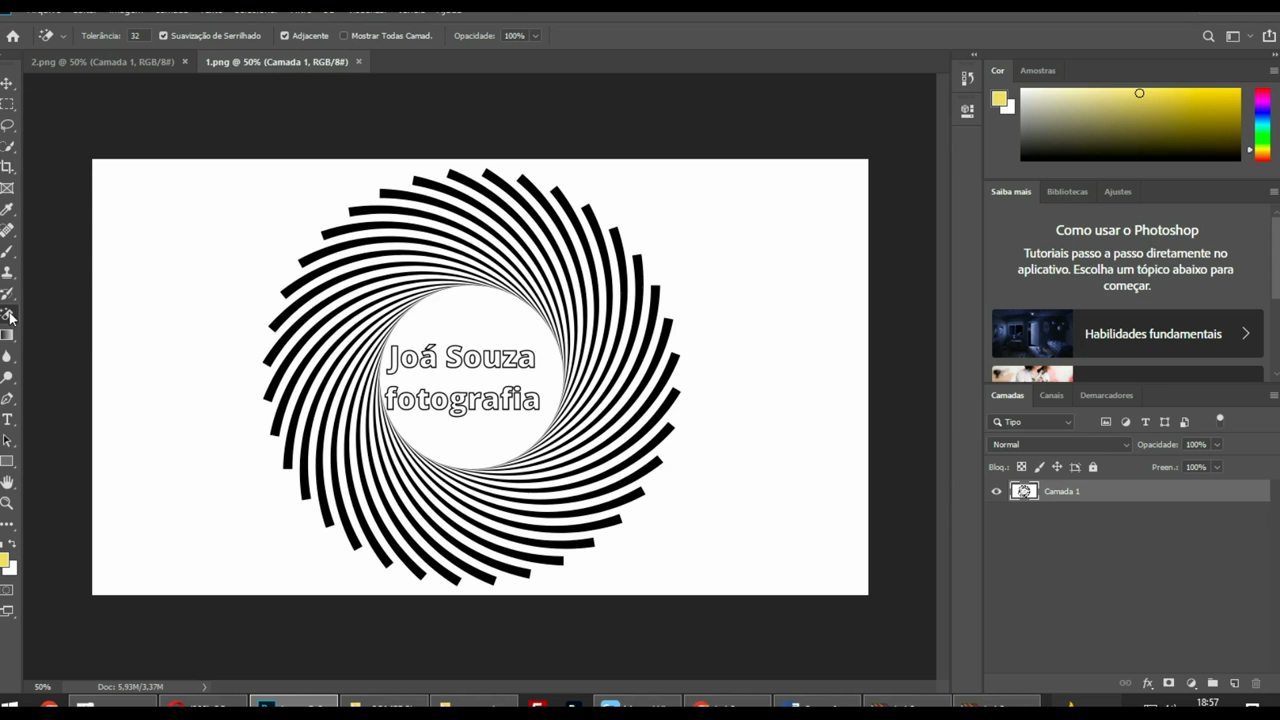 Tolerância: 32 Suavização de Serrilhado Adjacente Mostrar Todas Camad. Opacidade: 100%
2.png @ 50% (Camada 1, RGB/8#) × 1.png @ 50% (Camada 1, RGB/8#) ×
Cor Amostras
Saiba mais Bibliotecas Ajustes
Como usar o Photoshop
Tutoriais passo a passo diretamente no
aplicativo. Escolha um tópico abaixo para
começar.
Habilidades fundamentais
Joá Souza
fotografia
Camadas Canais Demarcadores
Tipo
Normal Opacidade: 100%
Bloq.: Preen.: 100%
Camada 1
50% Doc: 5,93M/3,37M
18:57